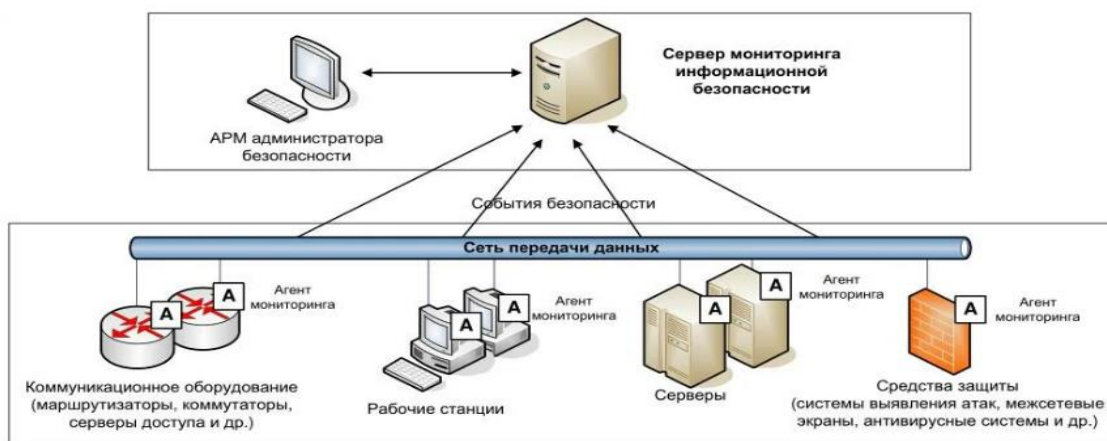 Сервер мониторинга
информационной
безопасности
АРМ администратора
безопасности
События безопасности
Сеть передачи данных
А
А
Агент
мониторинга
А
А
Агент
мониторинга
А
А
Агент
мониторинга
А
Агент
мониторинга
Коммуникационное оборудование
(маршрутизаторы, коммутаторы,
серверы доступа и др.)
Рабочие станции
Серверы
Средства защиты
(системы выявления атак, межсетевые
экраны, антивирусные системы и др.)